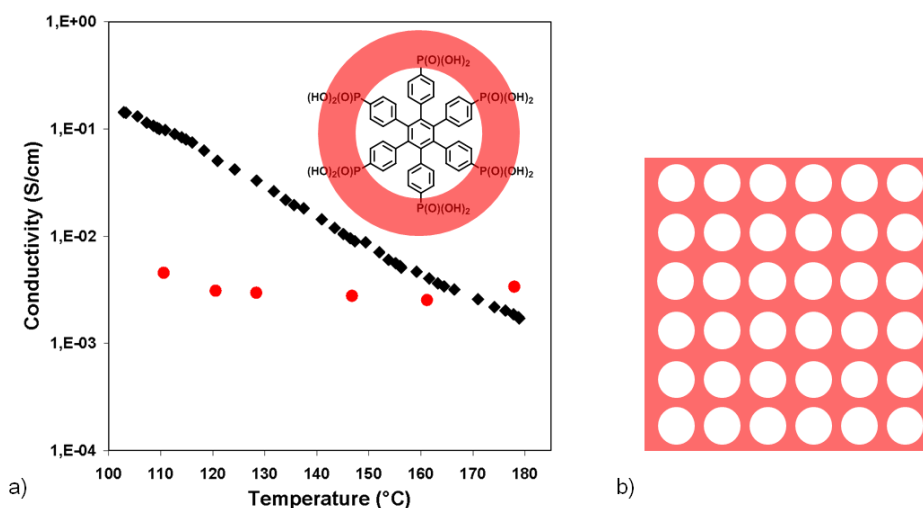 1,E+00
1,E-01
1,E-02
1,E-03
1,E-04
Conductivity (S/cm)
100 110 120 130 140 150 160 170 180
Temperature (°C)
P(O)(OH)2
(HO)2(O)P P(O)(OH)2
(HO)2(O)P P(O)(OH)2
P(O)(OH)2
a)
b)